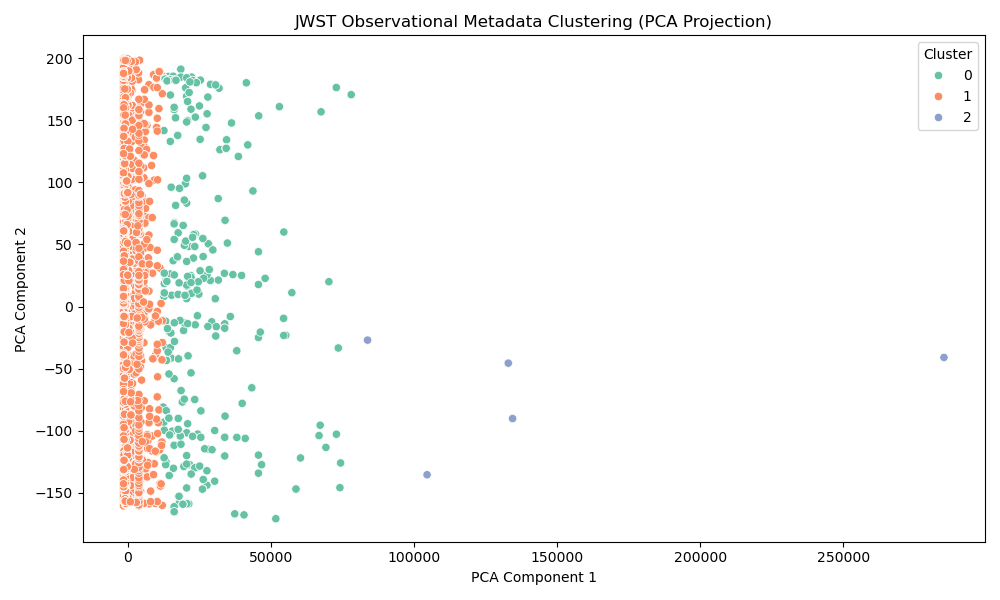 JWST Observational Metadata Clustering (PCA Projection)
Cluster
0
1
2
200
150
100
50
0
−50
−100
−150
PCA Component 2
0 50000 100000 150000 200000 250000
PCA Component 1